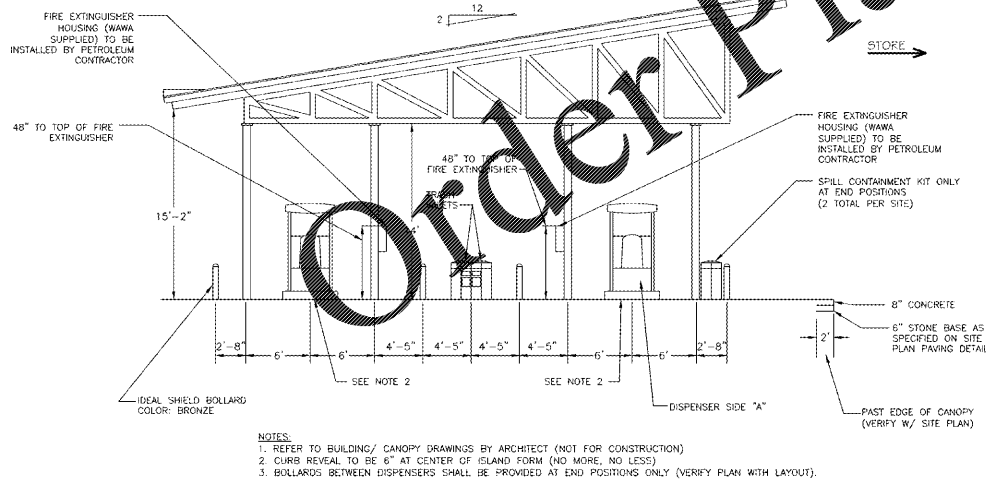 FIRE EXTINGUISHER
HOUSING (WAWA
SUPPLIED) TO BE
INSTALLED BY PETROLEUM
CONTRACTOR
12
2
STORE
48" TO TOP OF FIRE
EXTINGUISHER
48" TO TOP OF
FIRE EXTINGUISHER
FIRE EXTINGUISHER
HOUSING (WAWA
SUPPLIED) TO BE
INSTALLED BY PETROLEUM
CONTRACTOR
SPILL CONTAINMENT KIT ONLY
AT END POSITIONS
(2 TOTAL PER SITE)
15'-2"
Order
8" CONCRETE
6" STONE BASE AS
SPECIFIED ON SITE
PLAN PAVING DETAIL
2'-8"
6'
6'
4'-5"
4'-5"
4'-5"
4'-5"
6'
6'
2'-8"
2'
SEE NOTE 2
SEE NOTE 2
IDEAL SHIELD BOLLARD
COLOR: BRONZE
DISPENSER SIDE "A"
PAST EDGE OF CANOPY
(VERIFY W/ SITE PLAN)
NOTES:
1. REFER TO BUILDING/ CANOPY DRAWINGS BY ARCHITECT (NOT FOR CONSTRUCTION)
2. CURB REVEAL TO BE 6" AT CENTER OF ISLAND FORM (NO MORE, NO LESS)
3. BOLLARDS BETWEEN DISPENSERS SHALL BE PROVIDED AT END POSITIONS ONLY (VERIFY PLAN WITH LAYOUT).